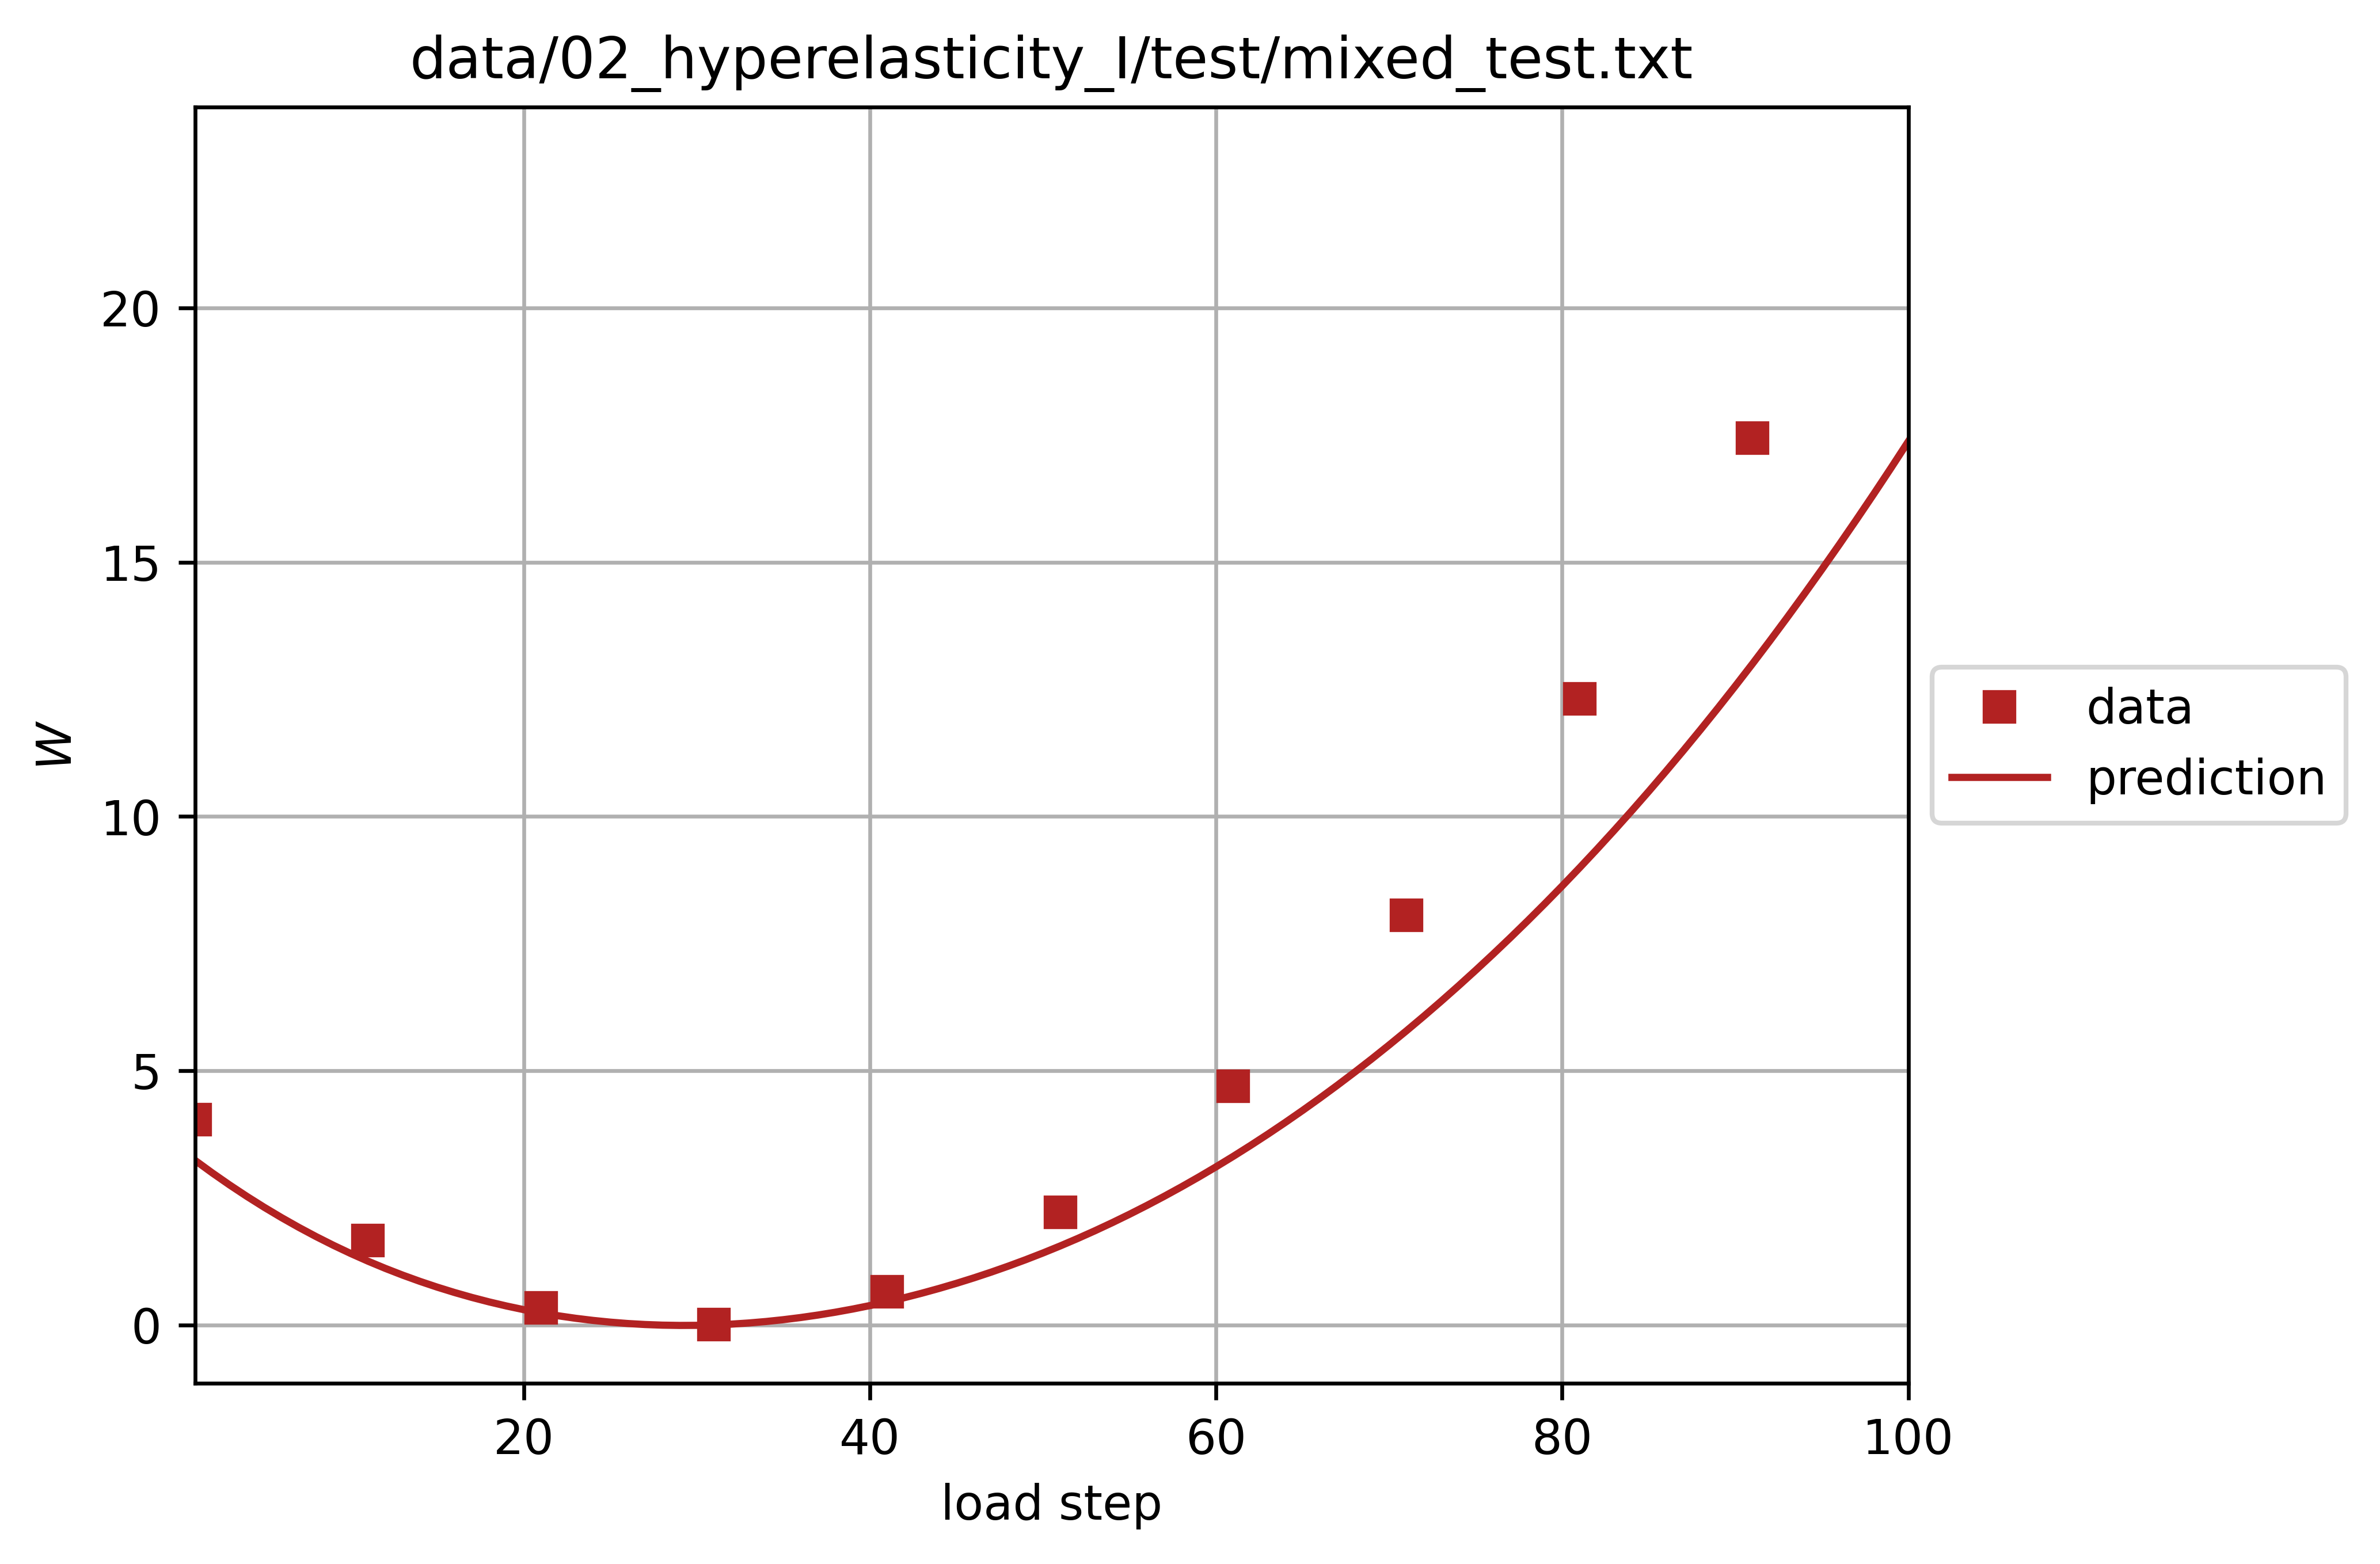 data/02_hyperelasticity_I/test/mixed_test.txt
20
15
10
5
0
W
20 40 60 80 100
load step
data
prediction